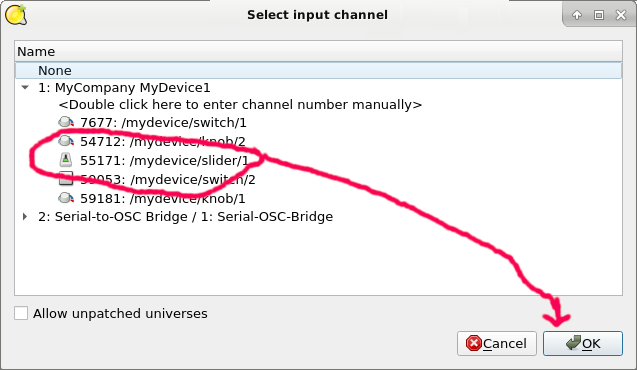 Select input channel
Name
None
1: MyCompany MyDevice1
<Double click here to enter channel number manually>
7677: /mydevice/switch/1
54712: /mydevice/knob/2
55171: /mydevice/slider/1
59053: /mydevice/switch/2
59181: /mydevice/knob/1
2: Serial-to-OSC Bridge / 1: Serial-OSC-Bridge
Allow unpatched universes
Cancel OK